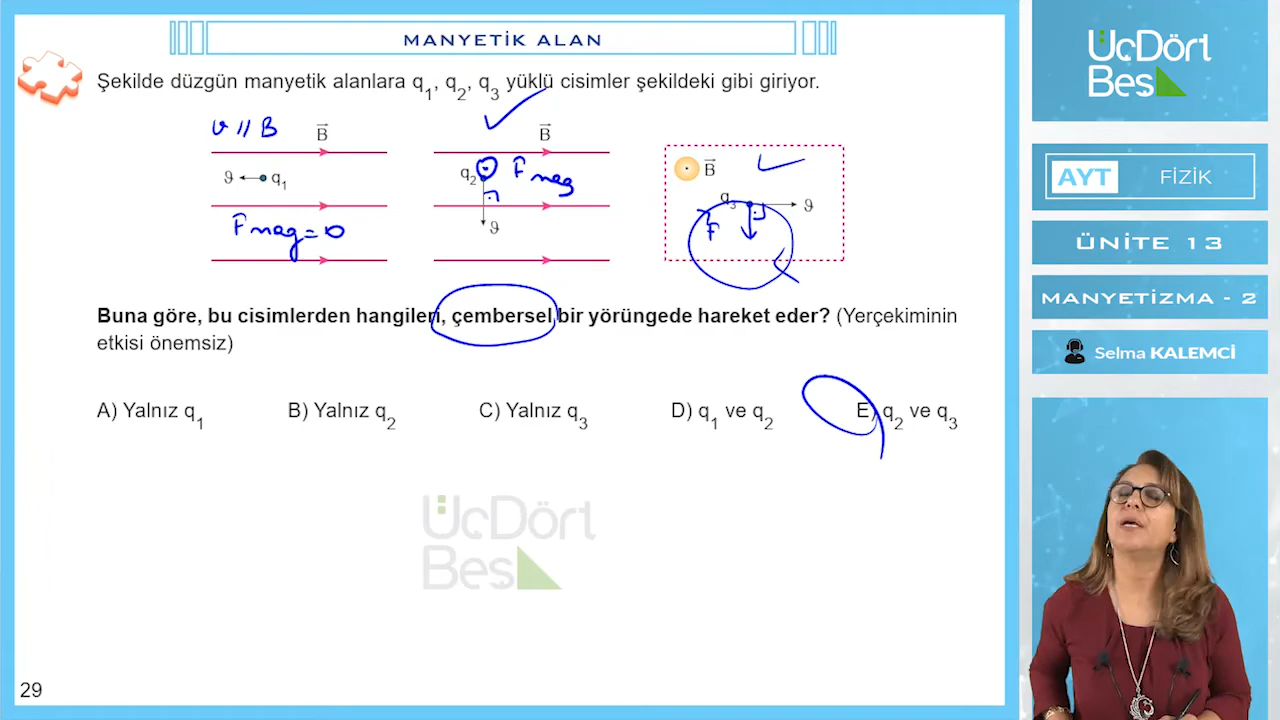 MANYETİK ALAN
Şekilde düzgün manyetik alanlara q1, q2, q3 yüklü cisimler şekildeki gibi giriyor.
ϑ // B
B
ϑ
q1
F mag = 0
B
q2
F mag
ϑ
B
q3
ϑ
F
Buna göre, bu cisimlerden hangileri, çembersel bir yörüngede hareket eder? (Yerçekiminin
etkisi önemsiz)
A) Yalnız q1
B) Yalnız q2
C) Yalnız q3
D) q1 ve q2
E) q2 ve q3
ÜçDört
Beş
29
ÜçDört
Beş
AYT FİZİK
ÜNİTE 13
MANYETİZMA - 2
Selma KALEMCİ